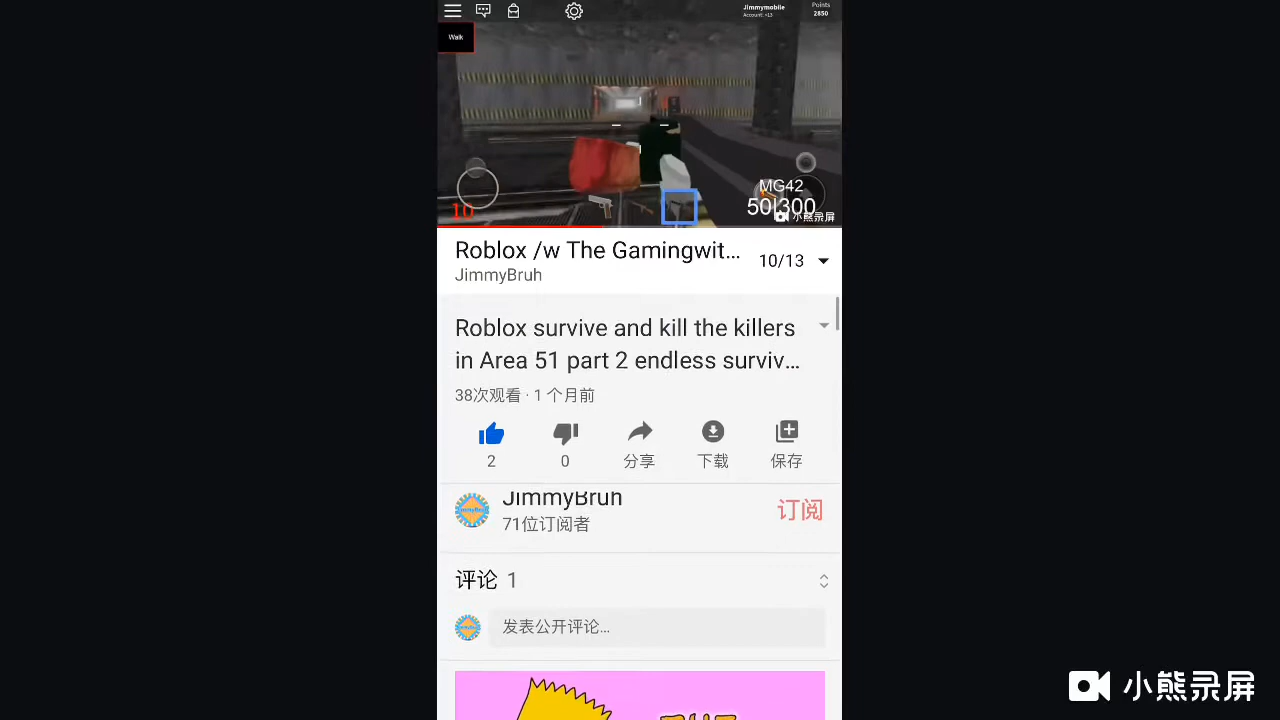 Jimmymobile
Account: <13
Points
2850
Walk
MG42
50|300
10
小熊录屏
Roblox /w The Gamingwit...
10/13
JimmyBruh
Roblox survive and kill the killers
in Area 51 part 2 endless surviv...
38次观看 · 1 个月前
2
0
分享
下载
保存
JimmyBruh
71位订阅者
订阅
评论 1
发表公开评论...
小熊录屏